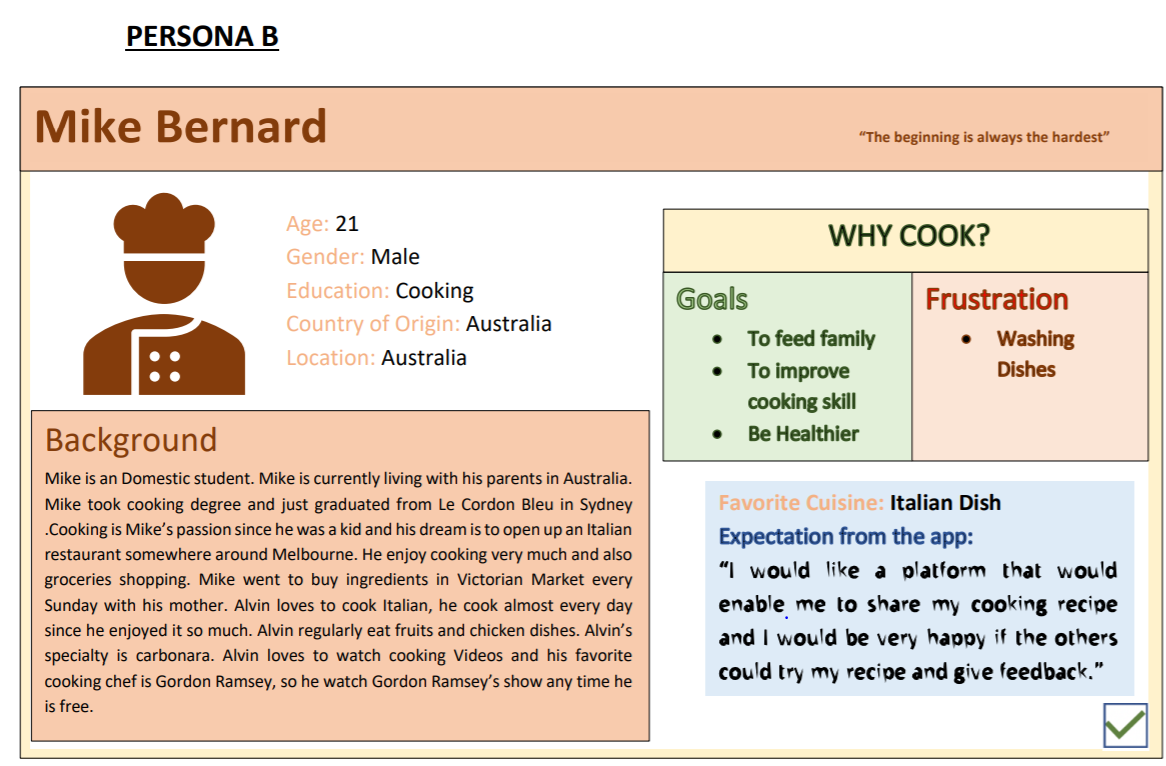 PERSONA B
Mike Bernard
“The beginning is always the hardest”
Age: 21
Gender: Male
Education: Cooking
Country of Origin: Australia
Location: Australia
Background
Mike is an Domestic student. Mike is currently living with his parents in Australia.
Mike took cooking degree and just graduated from Le Cordon Bleu in Sydney
.Cooking is Mike’s passion since he was a kid and his dream is to open up an Italian
restaurant somewhere around Melbourne. He enjoy cooking very much and also
groceries shopping. Mike went to buy ingredients in Victorian Market every
Sunday with his mother. Alvin loves to cook Italian, he cook almost every day
since he enjoyed it so much. Alvin regularly eat fruits and chicken dishes. Alvin’s
specialty is carbonara. Alvin loves to watch cooking Videos and his favorite
cooking chef is Gordon Ramsey, so he watch Gordon Ramsey’s show any time he
is free.
WHY COOK?
Goals
• To feed family
• To improve
cooking skill
• Be Healthier
Frustration
• Washing
Dishes
Favorite Cuisine: Italian Dish
Expectation from the app:
“I would like a platform that would
enable me to share my cooking recipe
and I would be very happy if the others
could try my recipe and give feedback.”